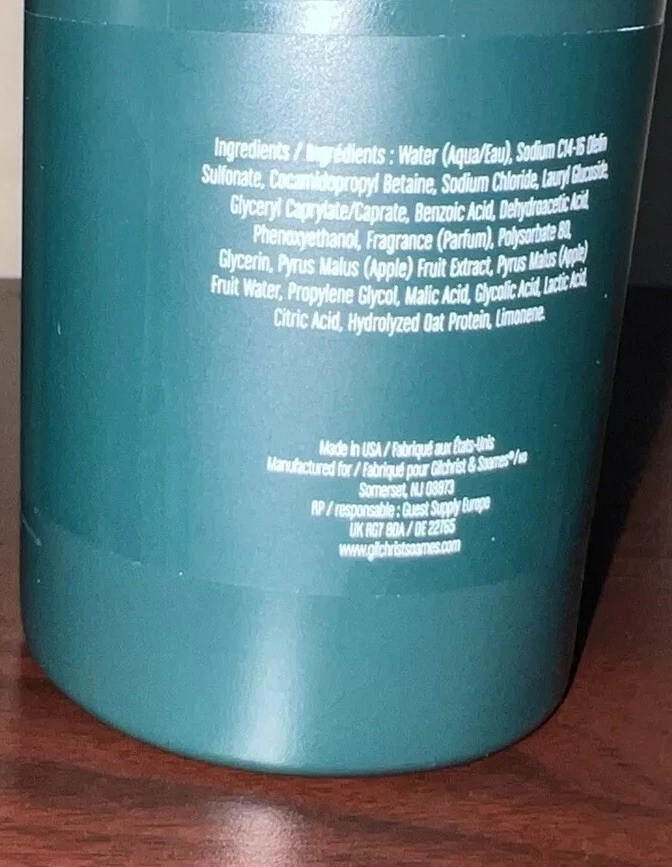 Ingredients / Ingrédients : Water (Aqua/Eau), Sodium C14-16 Olefin
Sulfonate, Cocamidopropyl Betaine, Sodium Chloride, Lauryl Glucoside,
Glyceryl Caprylate/Caprate, Benzoic Acid, Dehydroacetic Acid,
Phenoxyethanol, Fragrance (Parfum), Polysorbate 80,
Glycerin, Pyrus Malus (Apple) Fruit Extract, Pyrus Malus (Apple)
Fruit Water, Propylene Glycol, Malic Acid, Glycolic Acid, Lactic Acid,
Citric Acid, Hydrolyzed Oat Protein, Limonene.
Made in USA / Fabriqué aux États-Unis
Manufactured for / Fabriqué pour Gilchrist & Soames®/
Somerset, NJ 08873
RP / responsable : Guest Supply Europe
UK RG7 8DA / DE 22765
www.gilchristsoames.com